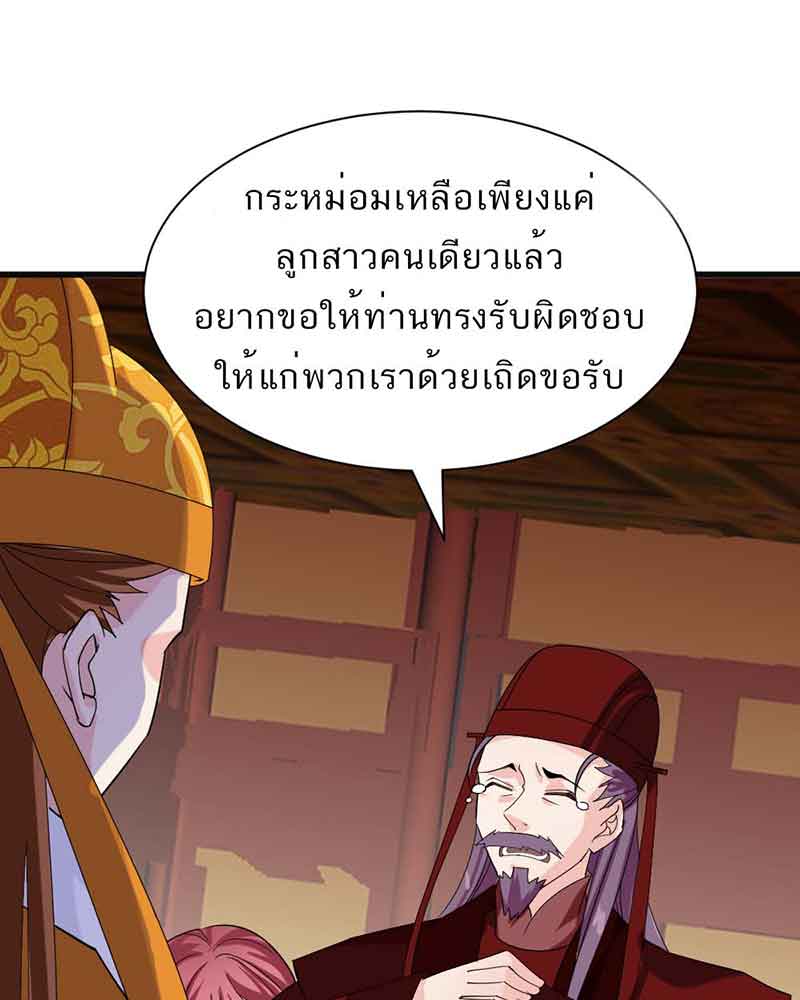 กระหม่อมเหลือเพียงแค่
ลูกสาวคนเดียวแล้ว
อยากขอให้ท่านทรงรับผิดชอบ
ให้แก่พวกเราด้วยเถิดขอรับ